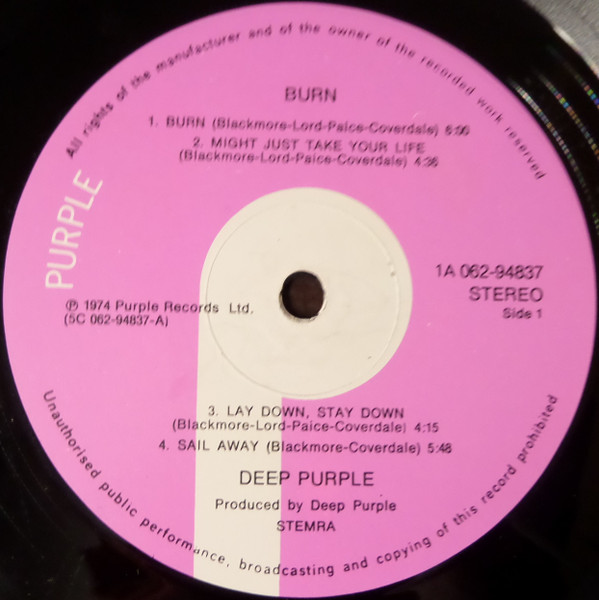 All rights of the manufacturer and of the owner of the recorded work reserved
BURN
1. BURN (Blackmore-Lord-Paice-Coverdale) 6:00
2. MIGHT JUST TAKE YOUR LIFE
(Blackmore-Lord-Paice-Coverdale) 4:36
PURPLE
1A 062-94837
STEREO
Side 1
℗ 1974 Purple Records Ltd.
(5C 062-94837-A)
3. LAY DOWN, STAY DOWN
(Blackmore-Lord-Paice-Coverdale) 4:15
4. SAIL AWAY (Blackmore-Coverdale) 5:48
DEEP PURPLE
Produced by Deep Purple
STEMRA
Unauthorised public performance, broadcasting and copying of this record prohibited